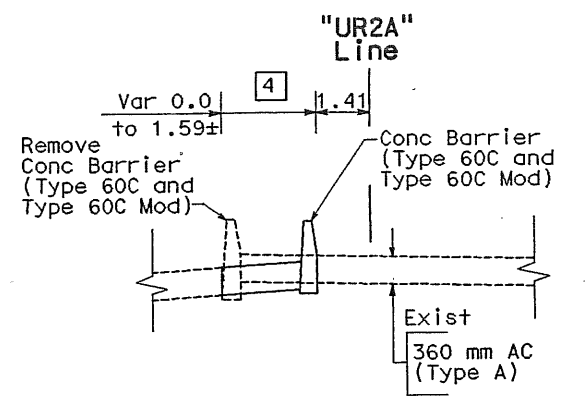 "UR2A"
Line
4
Var 0.0
to 1.59±
1.41
Remove
Conc Barrier
(Type 60C and
Type 60C Mod)
Conc Barrier
(Type 60C and
Type 60C Mod)
Exist
360 mm AC
(Type A)